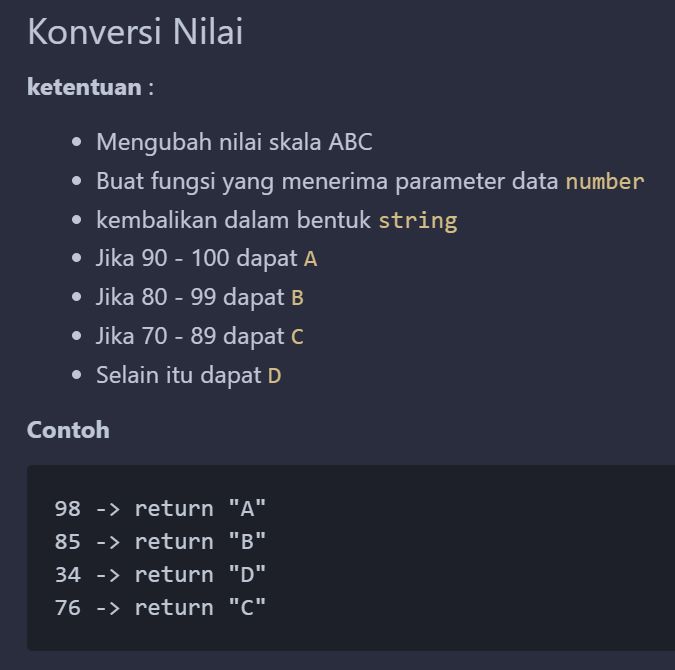 Konversi Nilai
ketentuan :
• Mengubah nilai skala ABC
• Buat fungsi yang menerima parameter data number
• kembalikan dalam bentuk string
• Jika 90 - 100 dapat A
• Jika 80 - 99 dapat B
• Jika 70 - 89 dapat C
• Selain itu dapat D
Contoh
98 -> return "A"
85 -> return "B"
34 -> return "D"
76 -> return "C"